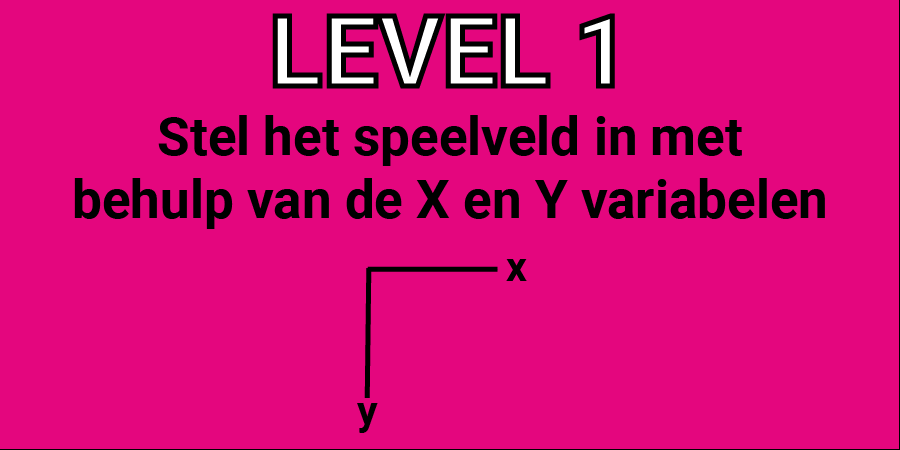 LEVEL 1
Stel het speelveld in met
behulp van de X en Y variabelen
x
y